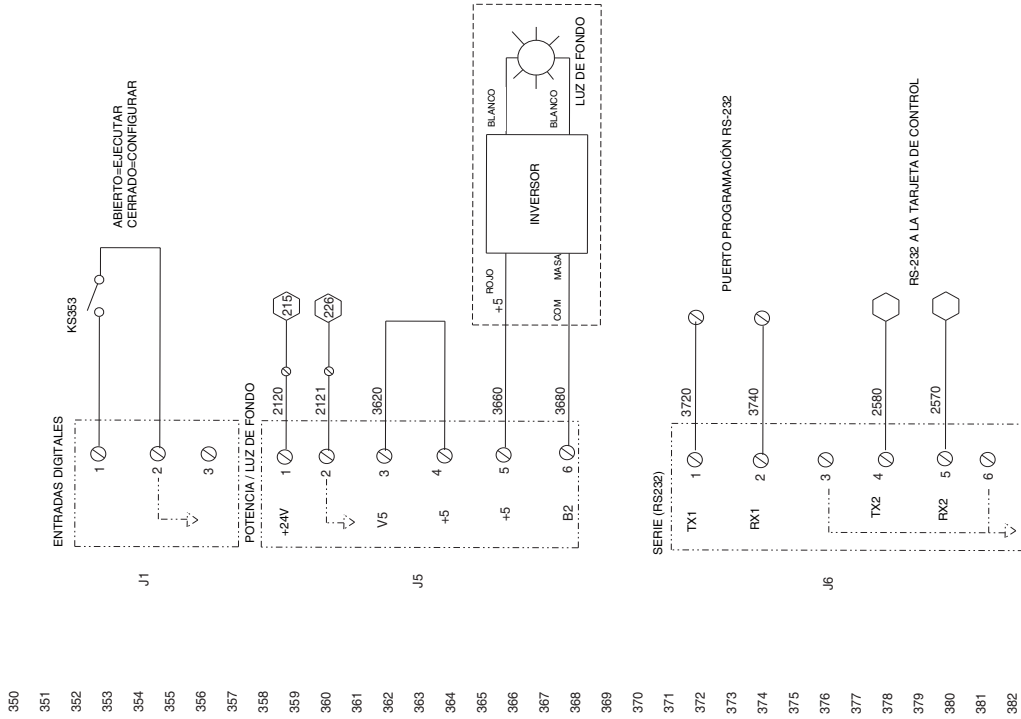 350
351
352
353
354
355
356
357
358
359
360
361
362
363
364
365
366
367
368
369
370
371
372
373
374
375
376
377
378
379
380
381
382
J1
ENTRADAS DIGITALES
1
2
3
KS353
ABIERTO=EJECUTAR
CERRADO=CONFIGURAR
J5
POTENCIA / LUZ DE FONDO
+24V
1
2120
215
2
2121
226
V5
3
3620
+5
4
+5
5
3660
+5
ROJO
B2
6
3680
COM
MASA
INVERSOR
BLANCO
BLANCO
LUZ DE FONDO
J6
SERIE (RS232)
TX1
1
3720
RX1
2
3740
PUERTO PROGRAMACIÓN RS-232
3
TX2
4
2580
RX2
5
2570
6
RS-232 A LA TARJETA DE CONTROL